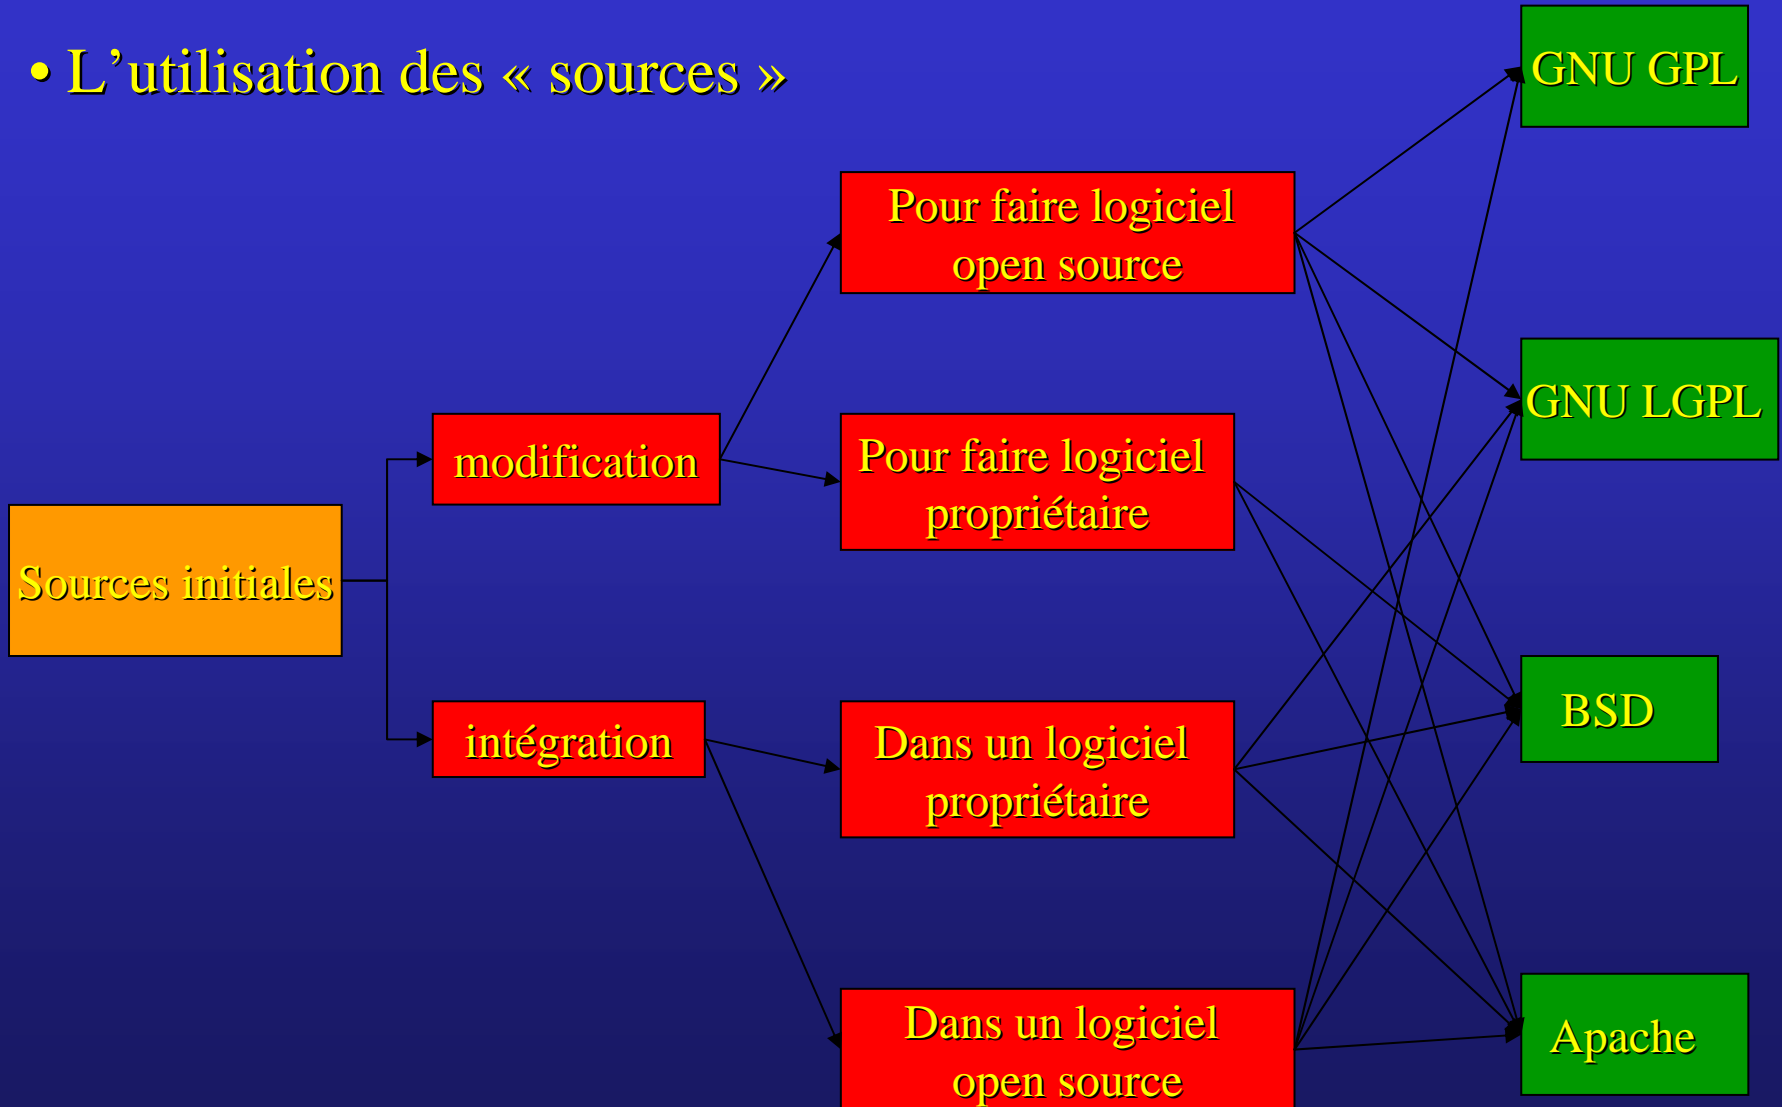 • L’utilisation des « sources »
GNU GPL
Pour faire logiciel
open source
GNU LGPL
modification
Pour faire logiciel
propriétaire
Sources initiales
BSD
intégration
Dans un logiciel
propriétaire
Dans un logiciel
open source
Apache